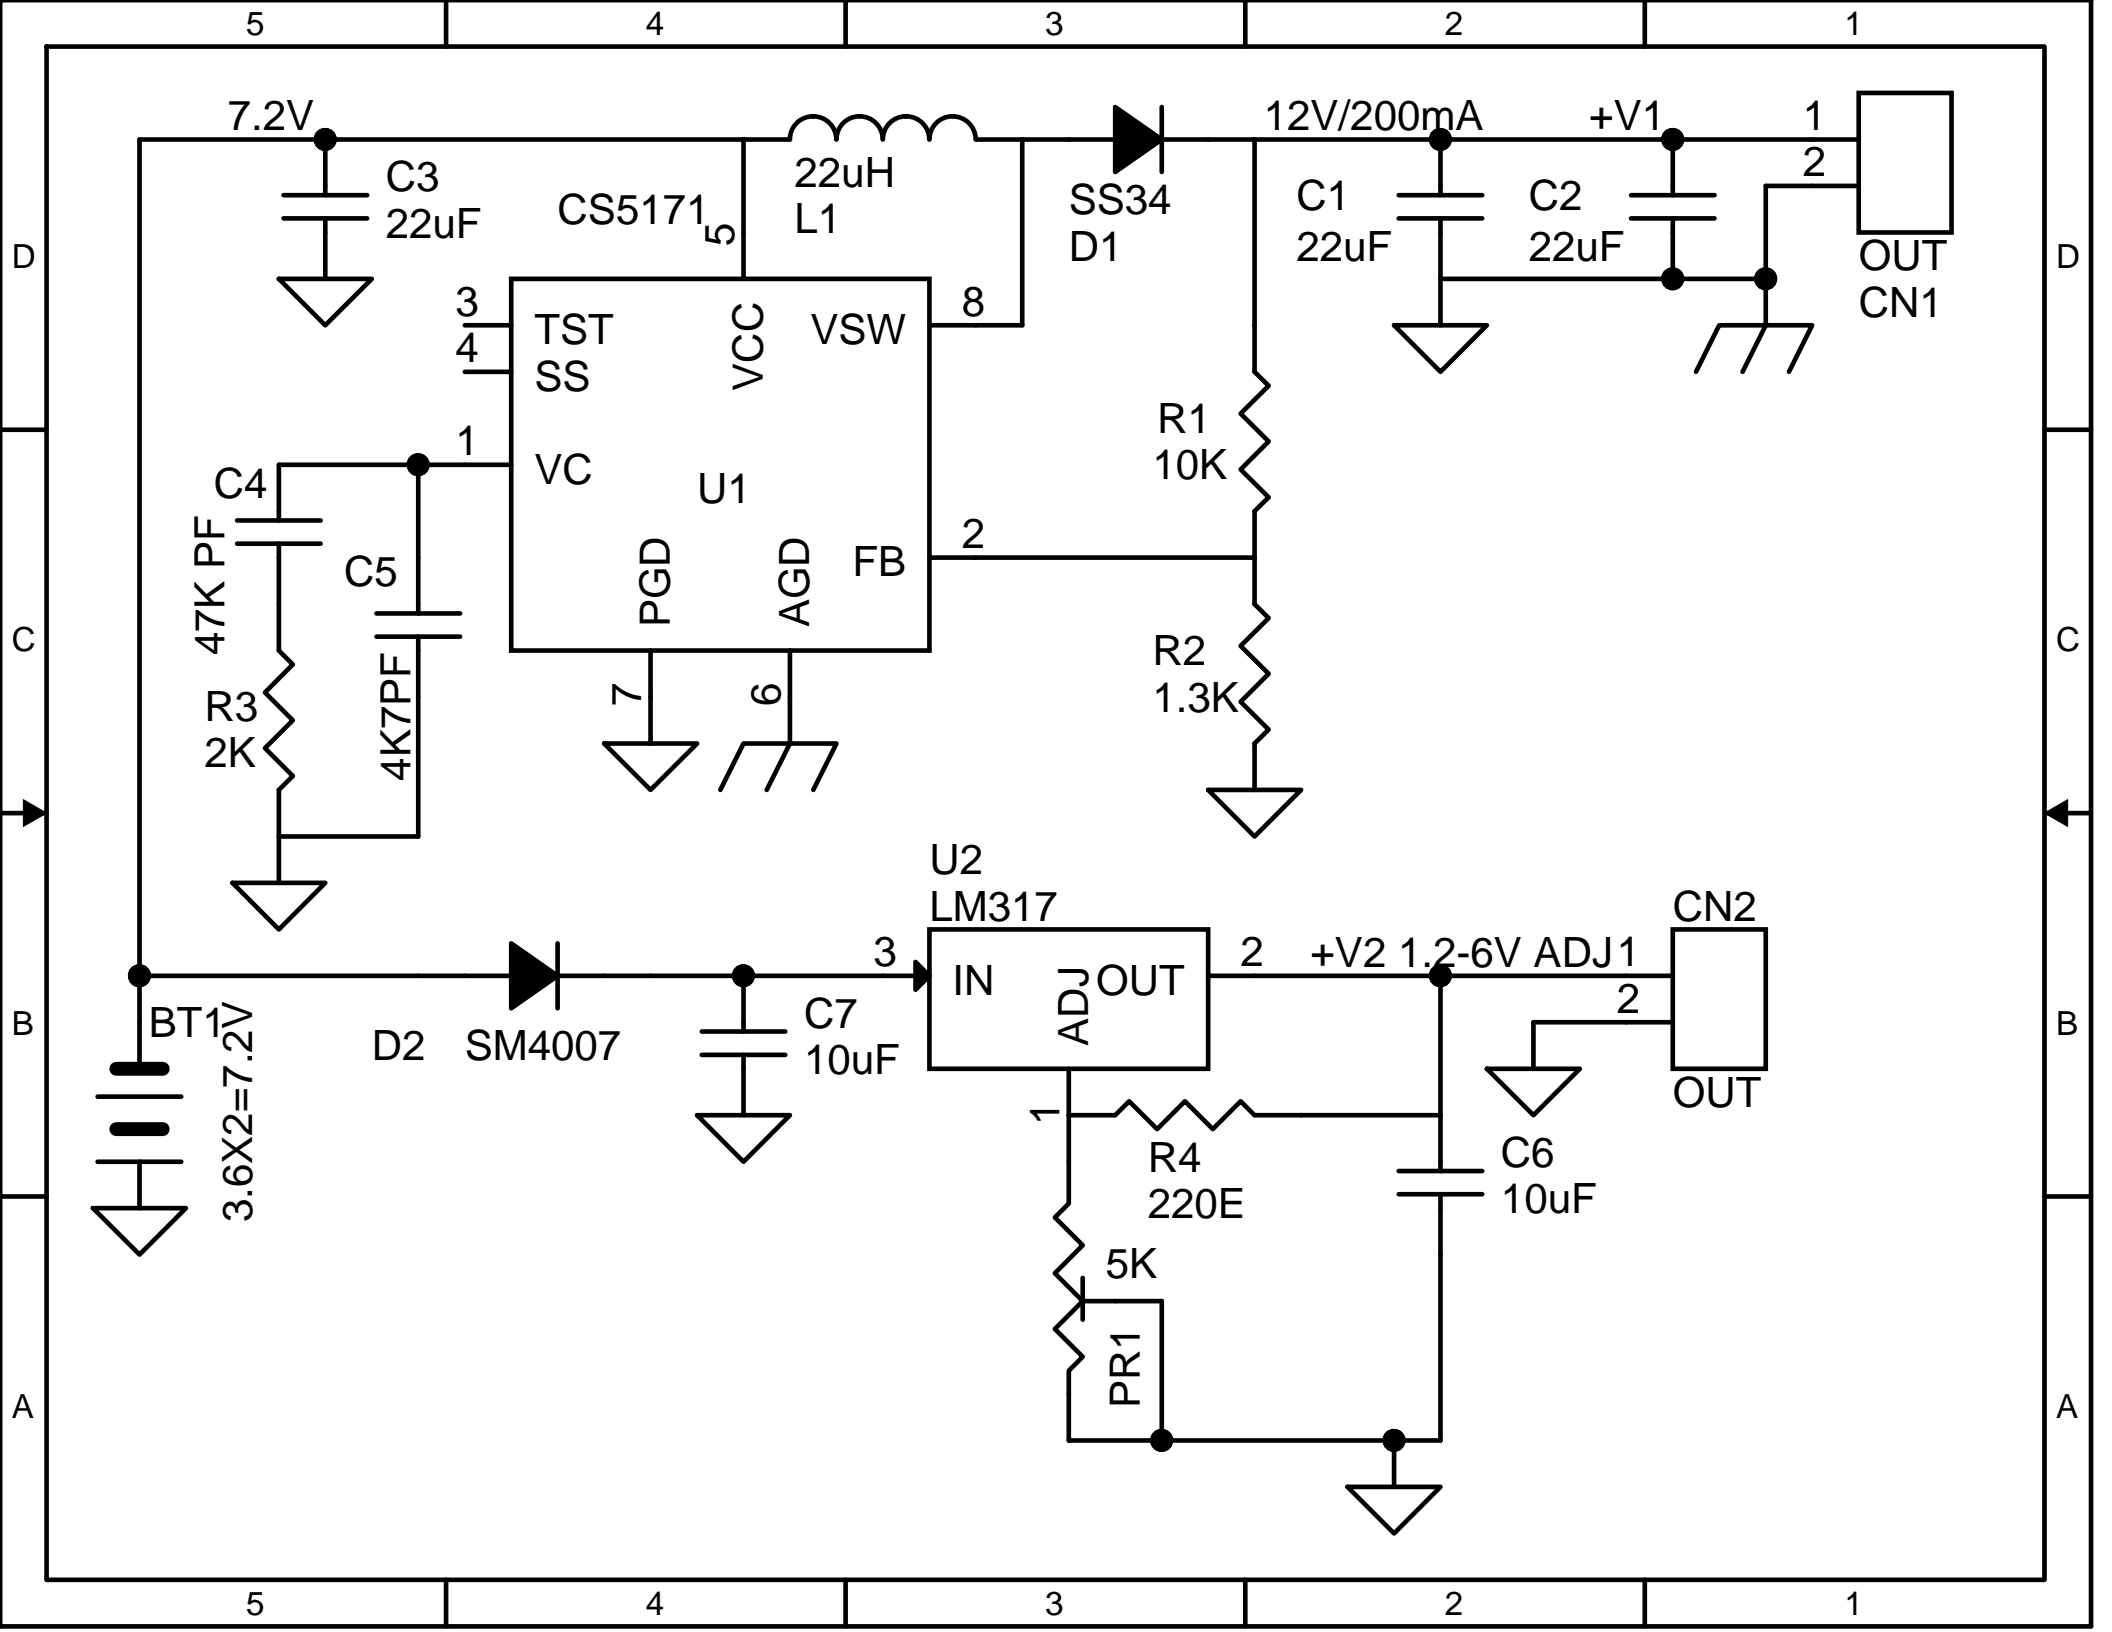 5 4 3 2 1
7.2V
12V/200mA
+V1
1
2
C3
22uF
CS5171
5
22uH
L1
SS34
D1
C1
22uF
C2
22uF
OUT
CN1
D
D
3
TST
4
SS
VCC
VSW
8
1
VC
U1
PGD
AGD
FB
2
7
6
R1
10K
R2
1.3K
C4
47K PF
C5
4K7PF
R3
2K
C
C
U2
LM317
3
IN
ADJ
OUT
2
+V2 1.2-6V ADJ
1
2
CN2
OUT
B
B
BT1
3.6X2=7.2V
D2
SM4007
C7
10uF
1
R4
220E
C6
10uF
5K
PR1
A
A
5 4 3 2 1